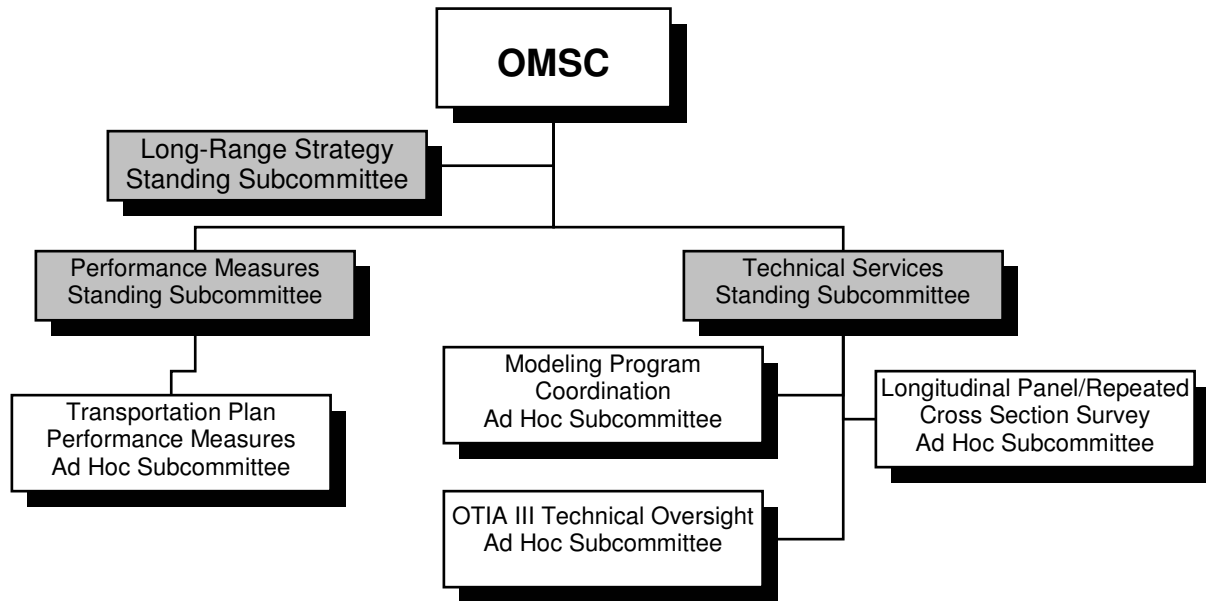 OMSC
Long-Range Strategy
Standing Subcommittee
Performance Measures
Standing Subcommittee
Technical Services
Standing Subcommittee
Transportation Plan
Performance Measures
Ad Hoc Subcommittee
Modeling Program
Coordination
Ad Hoc Subcommittee
Longitudinal Panel/Repeated
Cross Section Survey
Ad Hoc Subcommittee
OTIA III Technical Oversight
Ad Hoc Subcommittee